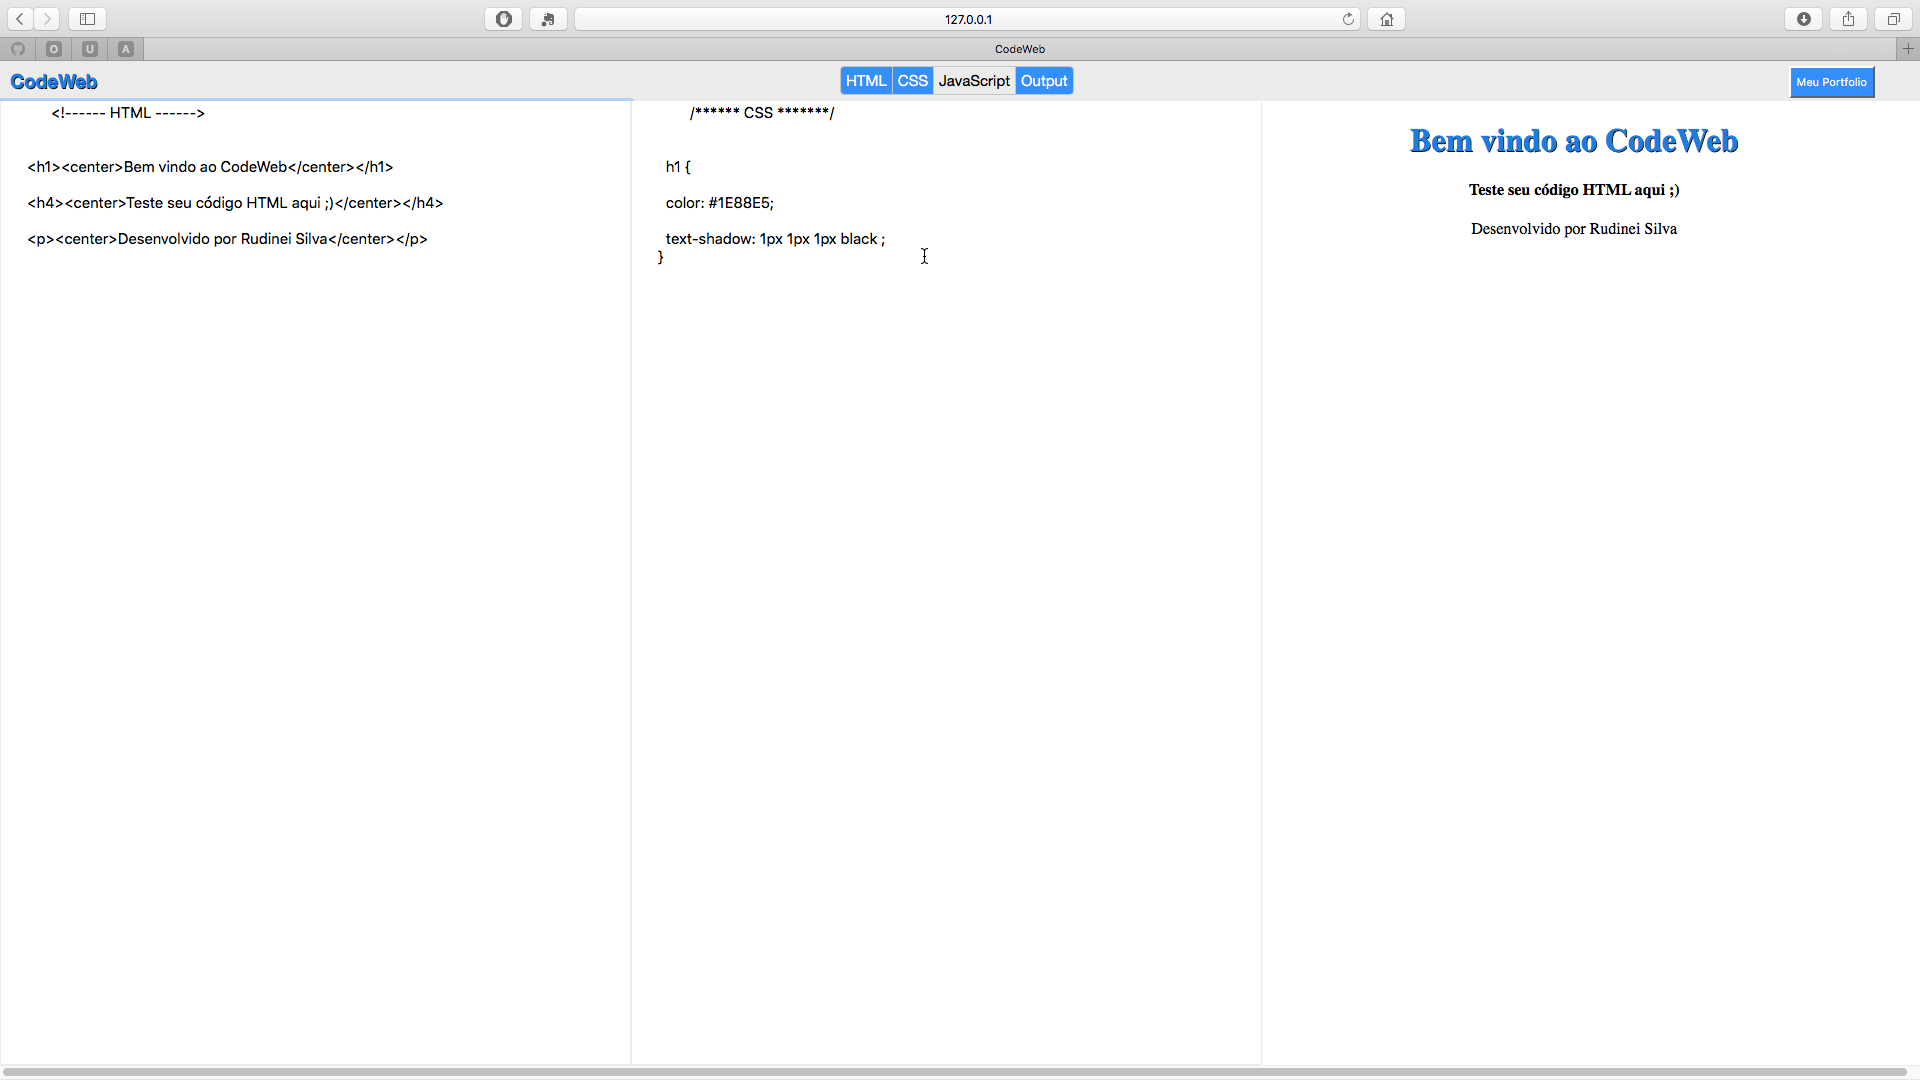 127.0.0.1
O U A CodeWeb
CodeWeb HTML CSS JavaScript Output Meu Portfolio
<!------ HTML ------>
<h1><center>Bem vindo ao CodeWeb</center></h1>
<h4><center>Teste seu código HTML aqui ;)</center></h4>
<p><center>Desenvolvido por Rudinei Silva</center></p>
/****** CSS *******/
h1 {
color: #1E88E5;
text-shadow: 1px 1px 1px black ;
}
Bem vindo ao CodeWeb
Teste seu código HTML aqui ;)
Desenvolvido por Rudinei Silva